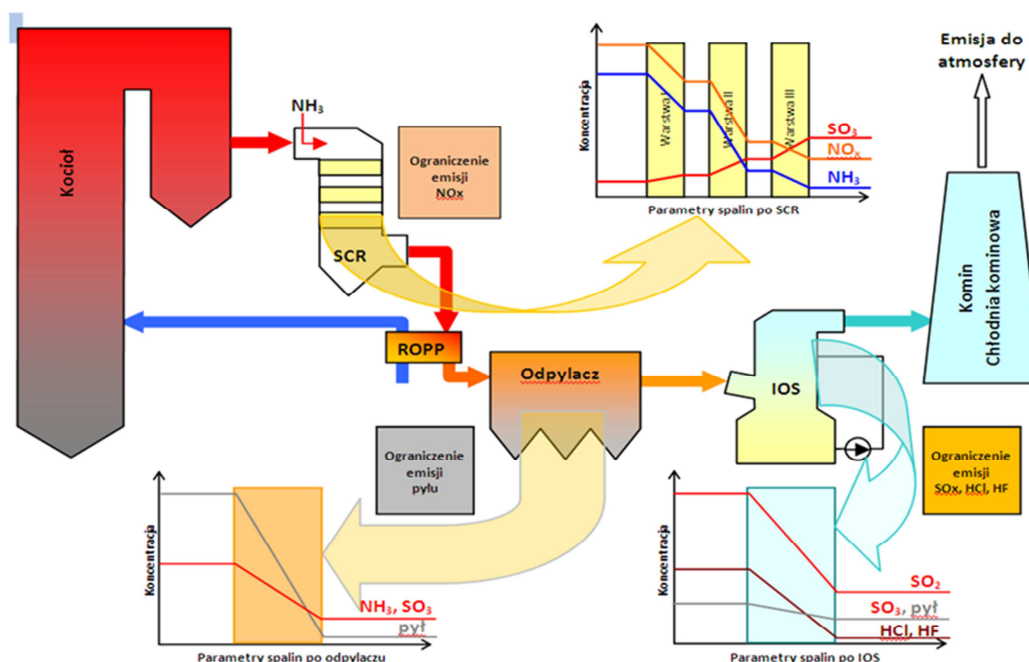 Kocioł
NH₃
Ograniczenie
emisji
NOx
SCR
Koncentracja
Warstwa I
Warstwa II
Warstwa III
SO₃
NOₓ
NH₃
Parametry spalin po SCR
Emisja do
atmosfery
Komin
Chłodnia kominowa
ROPP
Odpylacz
IOS
Ograniczenie
emisji
pyłu
Ograniczenie
emisji
SOx, HCl, HF
Koncentracja
NH₃, SO₃
pył
Parametry spalin po odpylaczu
Koncentracja
SO₂
SO₃, pył
HCl, HF
Parametry spalin po IOS